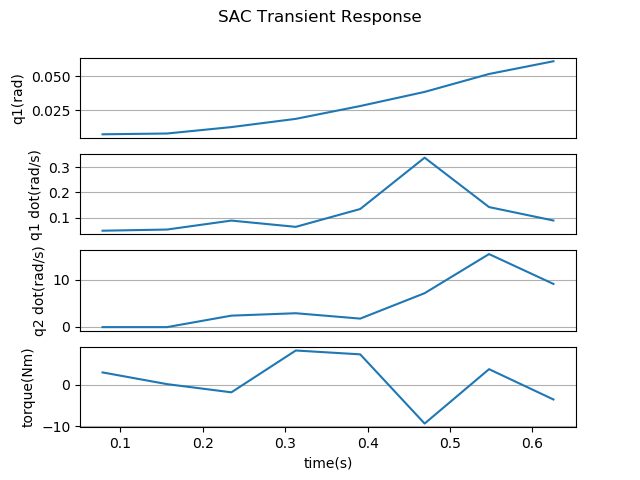 SAC Transient Response
q1(rad)
0.050
0.025
q1 dot(rad/s)
0.3
0.2
0.1
q2 dot(rad/s)
10
0
torque(Nm)
0
−10
0.1 0.2 0.3 0.4 0.5 0.6
time(s)